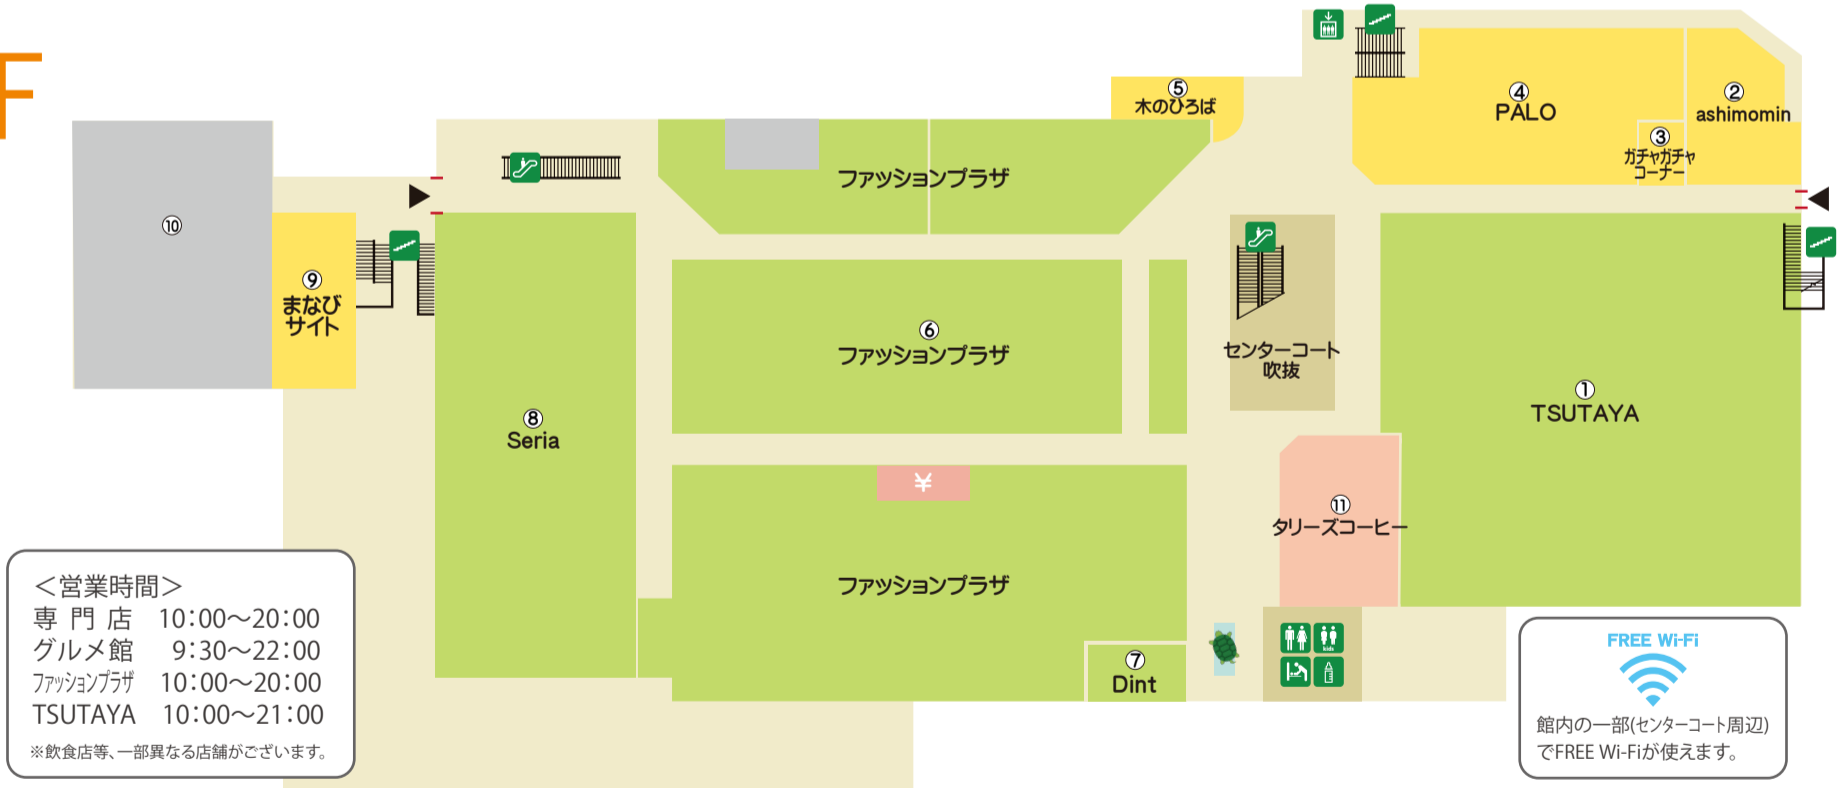 F
⑤
木のひろば
④
PALO
②
ashimomin
③
ガチャガチャ
コーナー
ファッションプラザ
⑩
⑨
まなび
サイト
⑥
ファッションプラザ
センターコート
吹抜
①
TSUTAYA
⑧
Seria
¥
⑪
タリーズコーヒー
ファッションプラザ
⑦
Dint
kids
＜営業時間＞
専門店 10:00～20:00
グルメ館 9:30～22:00
ファッションプラザ 10:00～20:00
TSUTAYA 10:00～21:00
※飲食店等、一部異なる店舗がございます。
FREE Wi-Fi
館内の一部(センターコート周辺)
でFREE Wi-Fiが使えます。